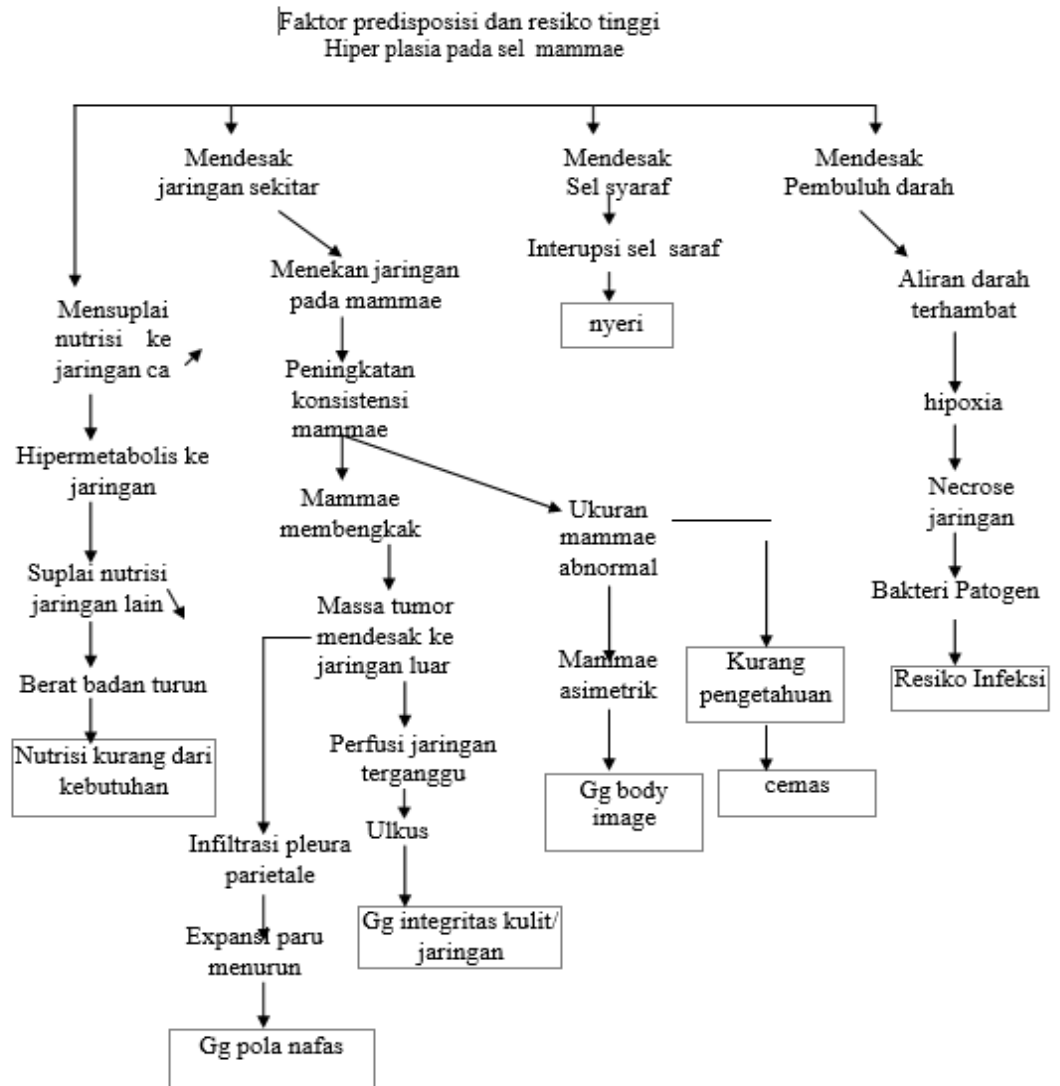 Faktor predisposisi dan resiko tinggi
Hiper plasia pada sel mammae
Mendesak
jaringan sekitar
Mendesak
Sel syaraf
Mendesak
Pembuluh darah
Mensuplai
nutrisi ke
jaringan ca
Hipermetabolis ke
jaringan
Suplai nutrisi
jaringan lain
Berat badan turun
Nutrisi kurang dari
kebutuhan
Menekan jaringan
pada mammae
Peningkatan
konsistensi
mammae
Mammae
membengkak
Massa tumor
mendesak ke
jaringan luar
Perfusi jaringan
terganggu
Ulkus
Gg integritas kulit/
jaringan
Infiltrasi pleura
parietale
Expansi paru
menurun
Gg pola nafas
Interupsi sel saraf
nyeri
Ukuran
mammae
abnormal
Mammae
asimetrik
Gg body
image
Kurang
pengetahuan
cemas
Aliran darah
terhambat
hipoxia
Necrose
jaringan
Bakteri Patogen
Resiko Infeksi